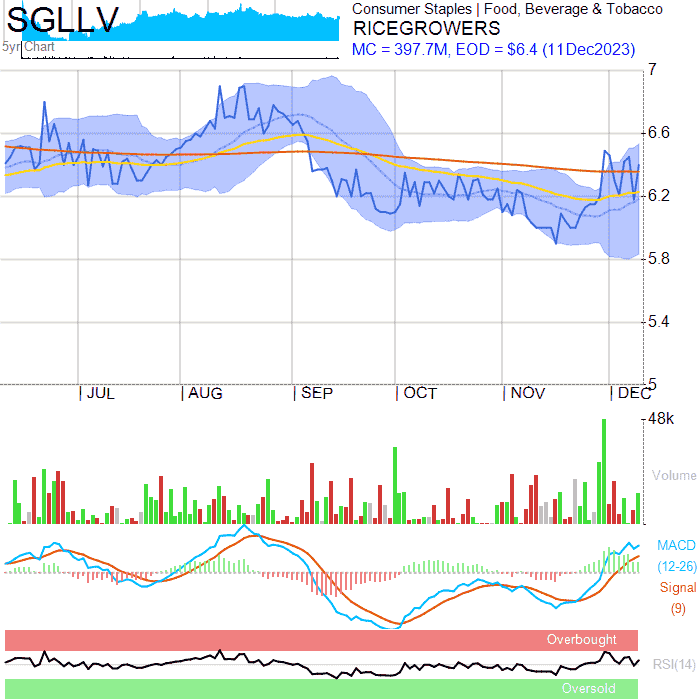 SGLLV
5yr Chart
Consumer Staples | Food, Beverage & Tobacco
RICEGROWERS
MC = 397.7M, EOD = $6.4 (11Dec2023)
7
6.6
6.2
5.8
5.4
5
JUL AUG SEP OCT NOV DEC
48k
Volume
MACD
(12-26)
Signal
(9)
Overbought
RSI(14)
Oversold